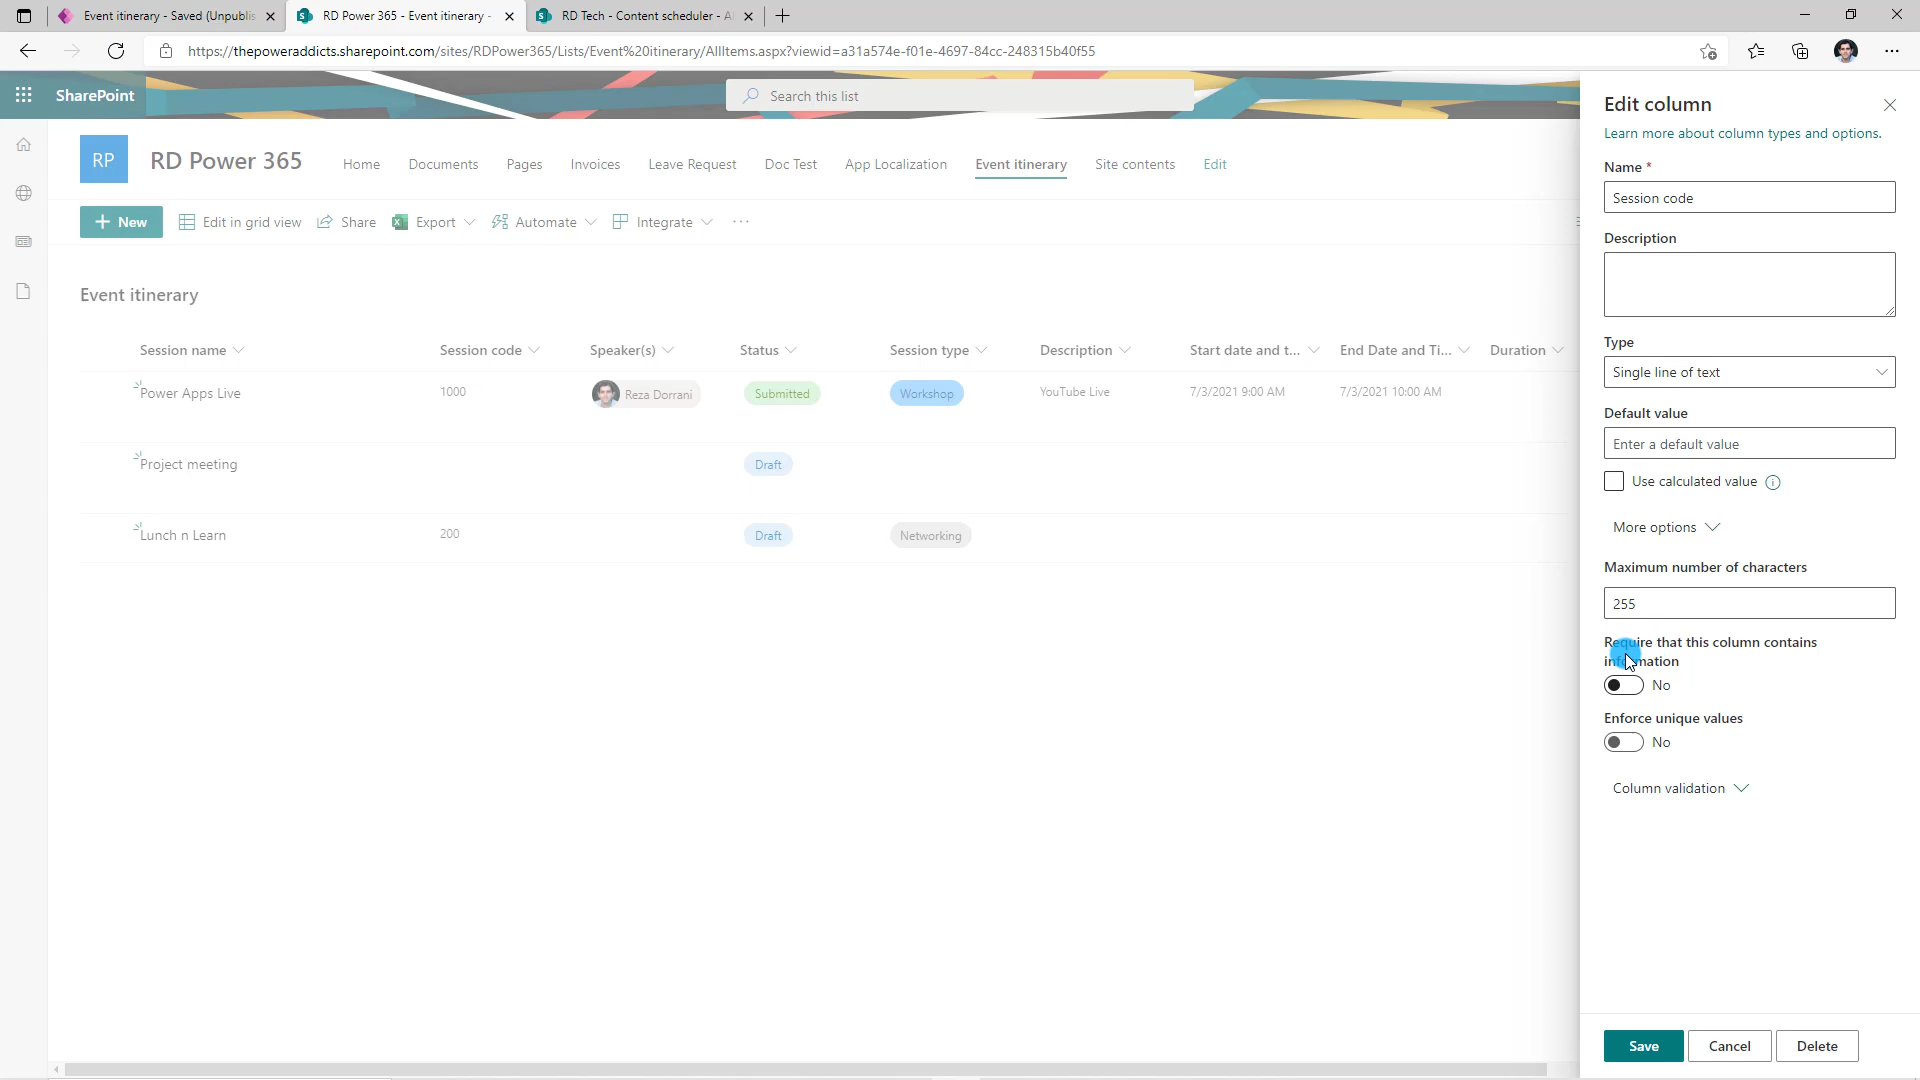 Event itinerary - Saved (Unpublis
RD Power 365 - Event itinerary -
RD Tech - Content scheduler - Al
https://thepoweraddicts.sharepoint.com/sites/RDPower365/Lists/Event%20itinerary/AllItems.aspx?viewid=a31a574e-f01e-4697-84cc-248315b40f55
SharePoint
Search this list
RP
RD Power 365
Home
Documents
Pages
Invoices
Leave Request
Doc Test
App Localization
Event itinerary
Site contents
Edit
+ New
Edit in grid view
Share
Export
Automate
Integrate
...
Event itinerary
Session name
Session code
Speaker(s)
Status
Session type
Description
Start date and t...
End Date and Ti...
Duration
Power Apps Live
1000
Reza Dorrani
Submitted
Workshop
YouTube Live
7/3/2021 9:00 AM
7/3/2021 10:00 AM
Project meeting
Draft
Lunch n Learn
200
Draft
Networking
Edit column
Learn more about column types and options.
Name *
Session code
Description
Type
Single line of text
Default value
Enter a default value
Use calculated value
More options
Maximum number of characters
255
Require that this column contains
information
No
Enforce unique values
No
Column validation
Save
Cancel
Delete